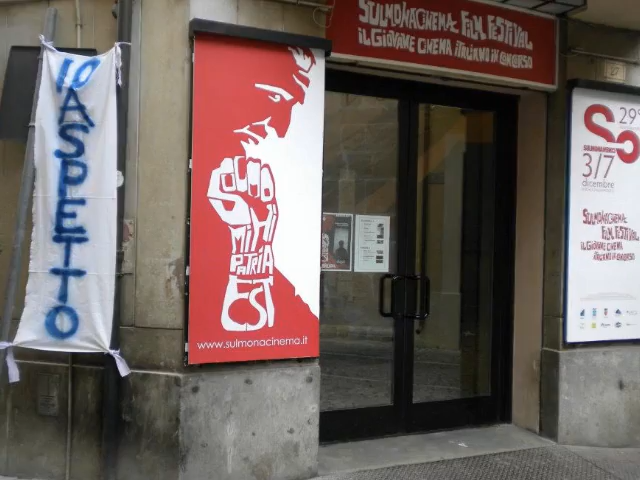 IO
ASPETTO
SULMONACINEMA FILM FESTIVAL
IL GIOVANE CINEMA ITALIANO IN CONCORSO
SULMO
MIHI
PATRIA
EST
www.sulmonacinema.it
29°
3/7
dicembre
SULMONACINEMA
FILM FESTIVAL
IL GIOVANE CINEMA
ITALIANO IN CONCORSO